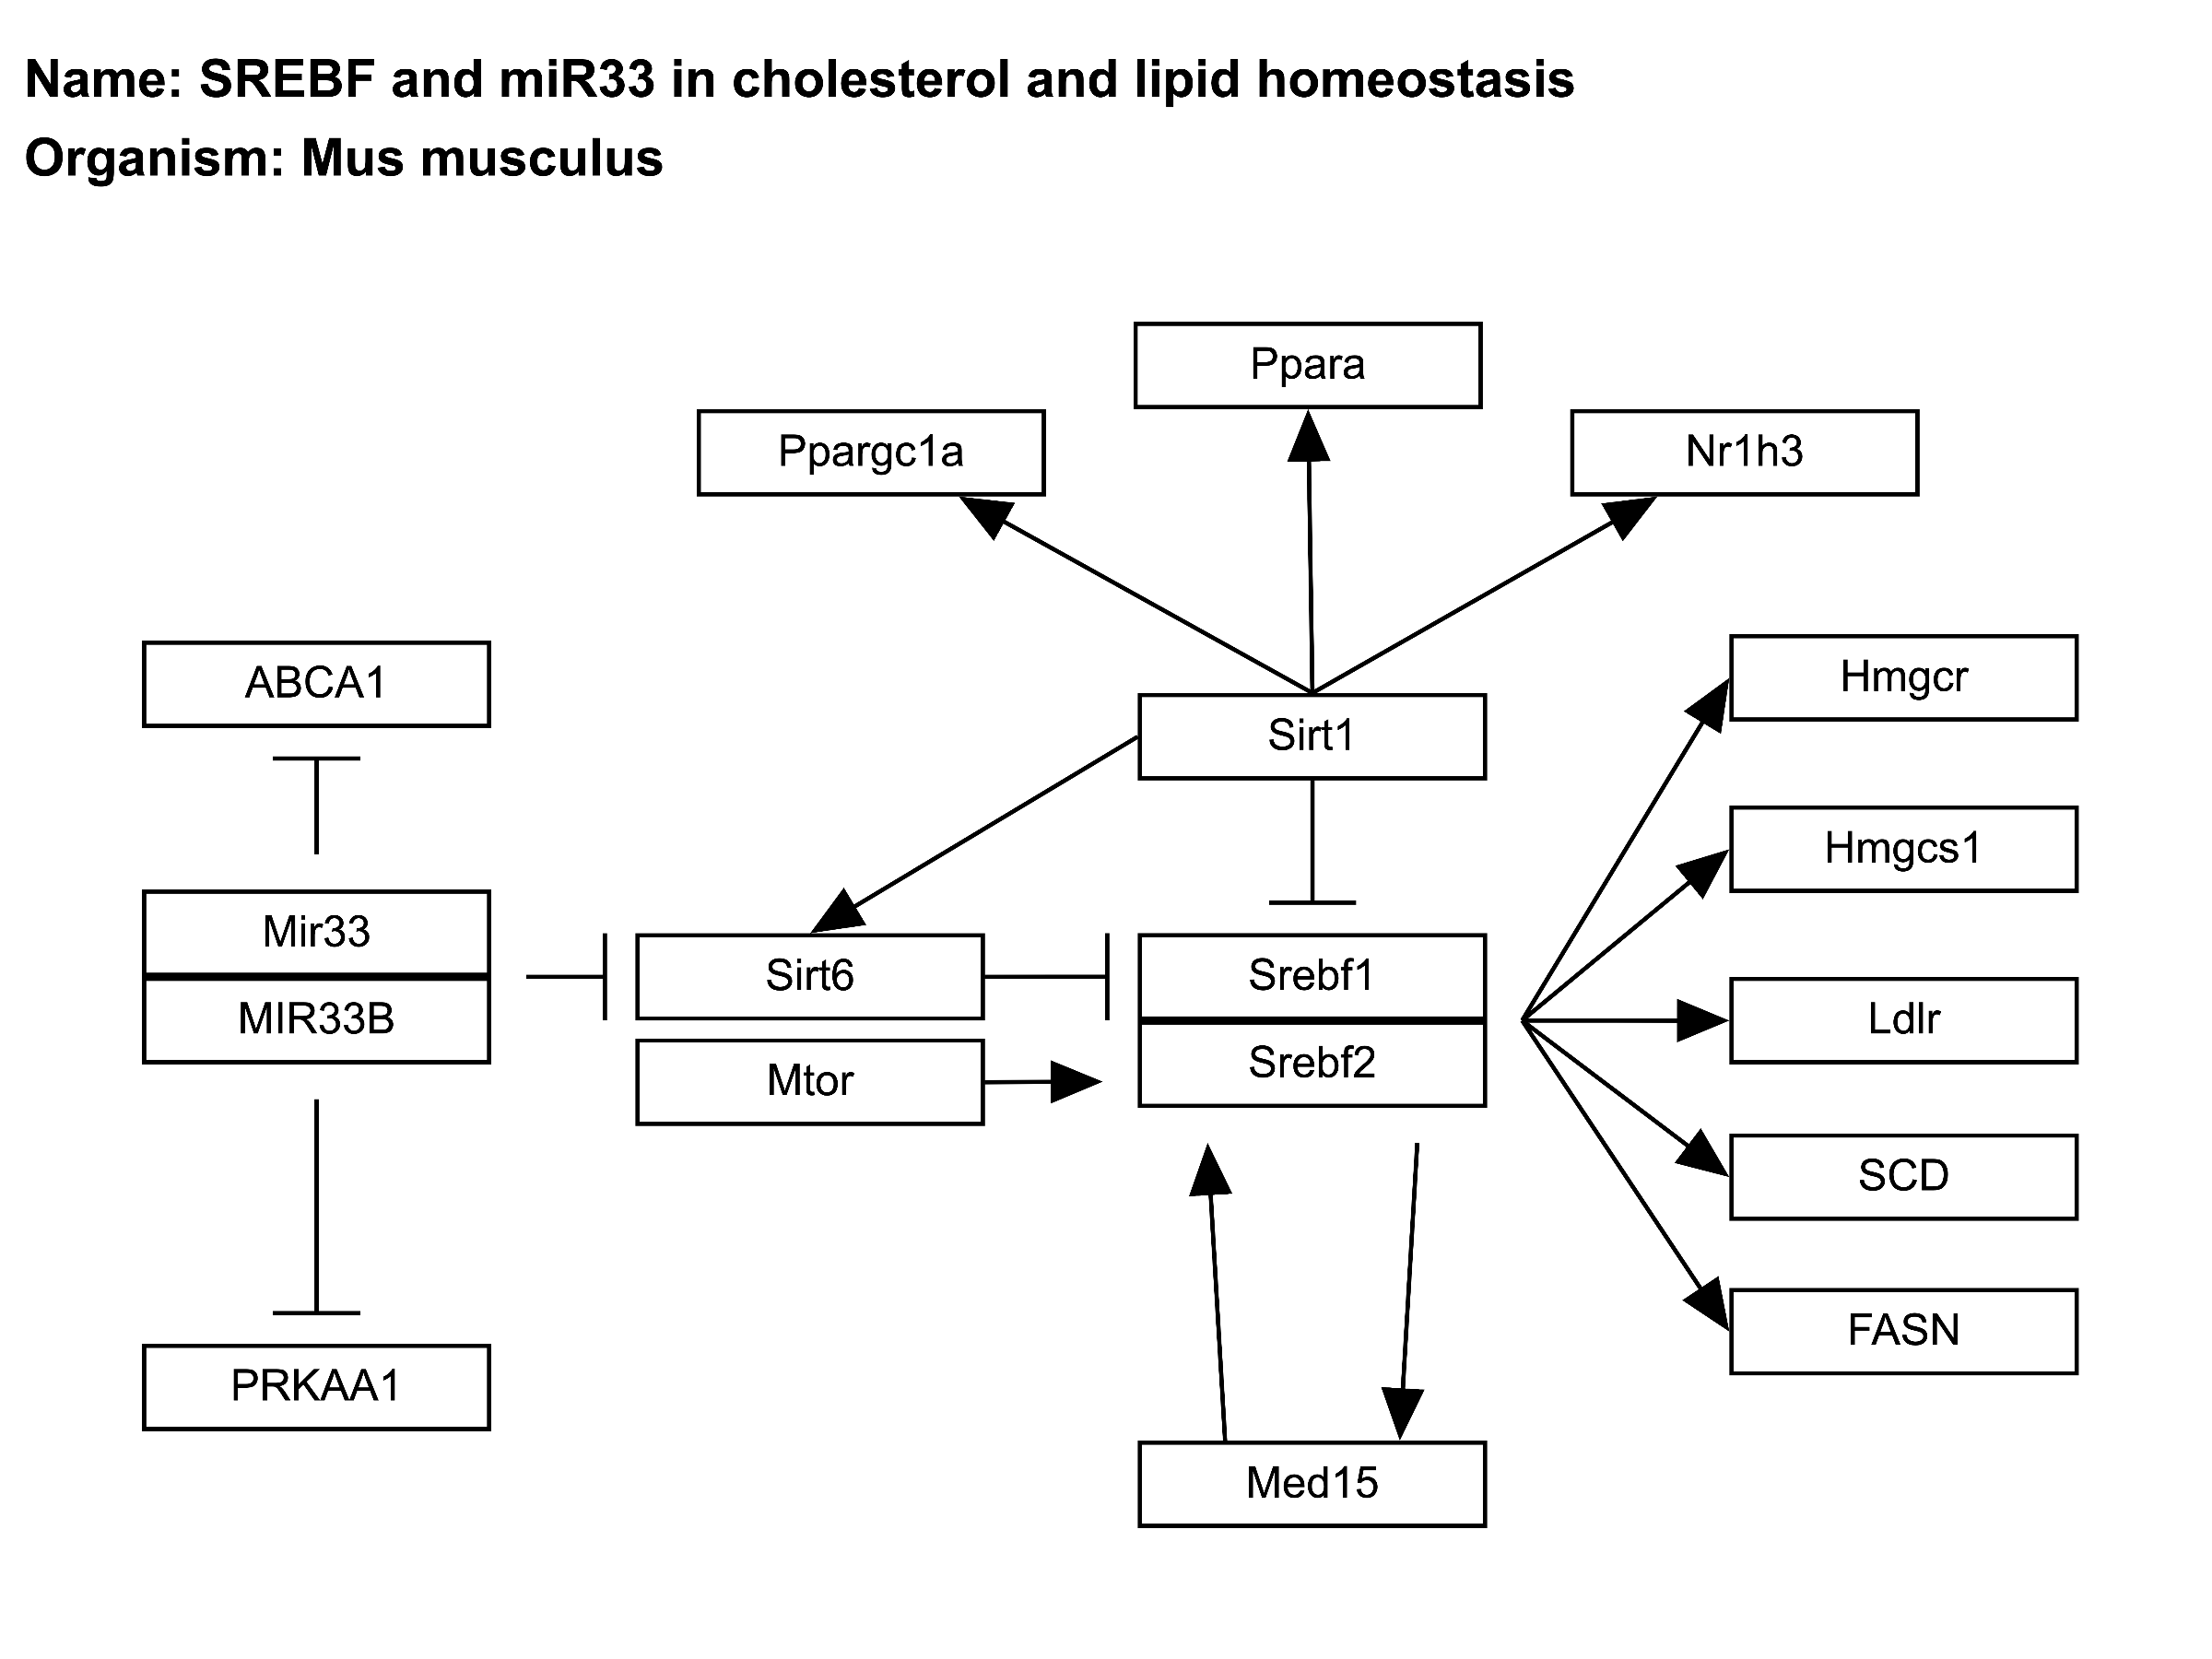 Name: SREBF and miR33 in cholesterol and lipid homeostasis
Organism: Mus musculus
Ppara
Ppargc1a
Nr1h3
ABCA1
Hmgcr
Sirt1
Hmgcs1
Mir33
MIR33B
Sirt6
Mtor
Srebf1
Srebf2
Ldlr
SCD
FASN
PRKAA1
Med15